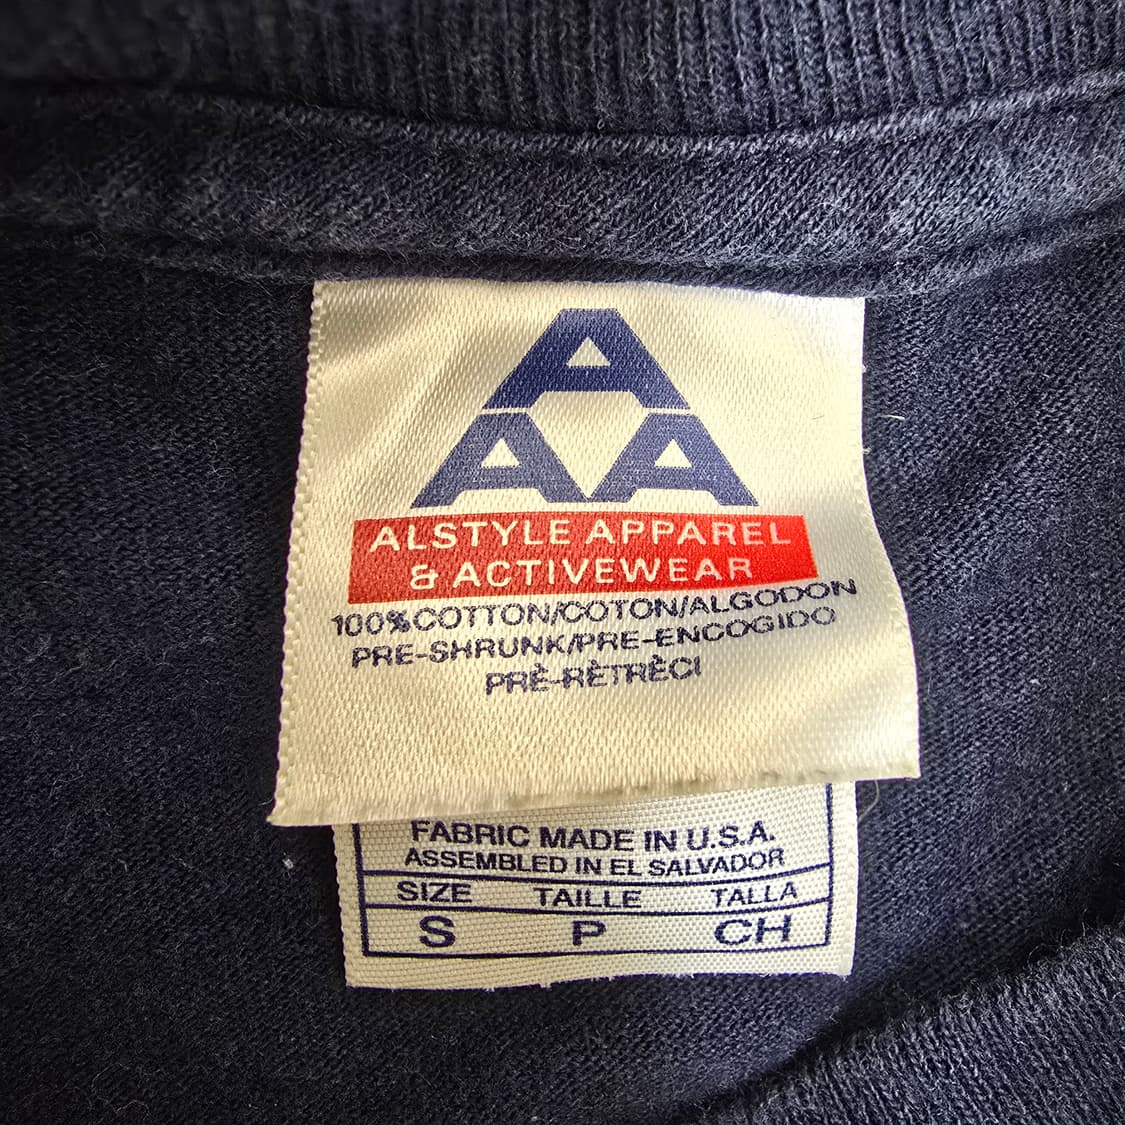 A
AA
ALSTYLE APPAREL
& ACTIVEWEAR
100%COTTON/COTON/ALGODON
PRE-SHRUNK/PRE-ENCOGIDO
PRÈ-RÈTRÈCI
FABRIC MADE IN U.S.A.
ASSEMBLED IN EL SALVADOR
SIZE TAILLE TALLA
S P CH